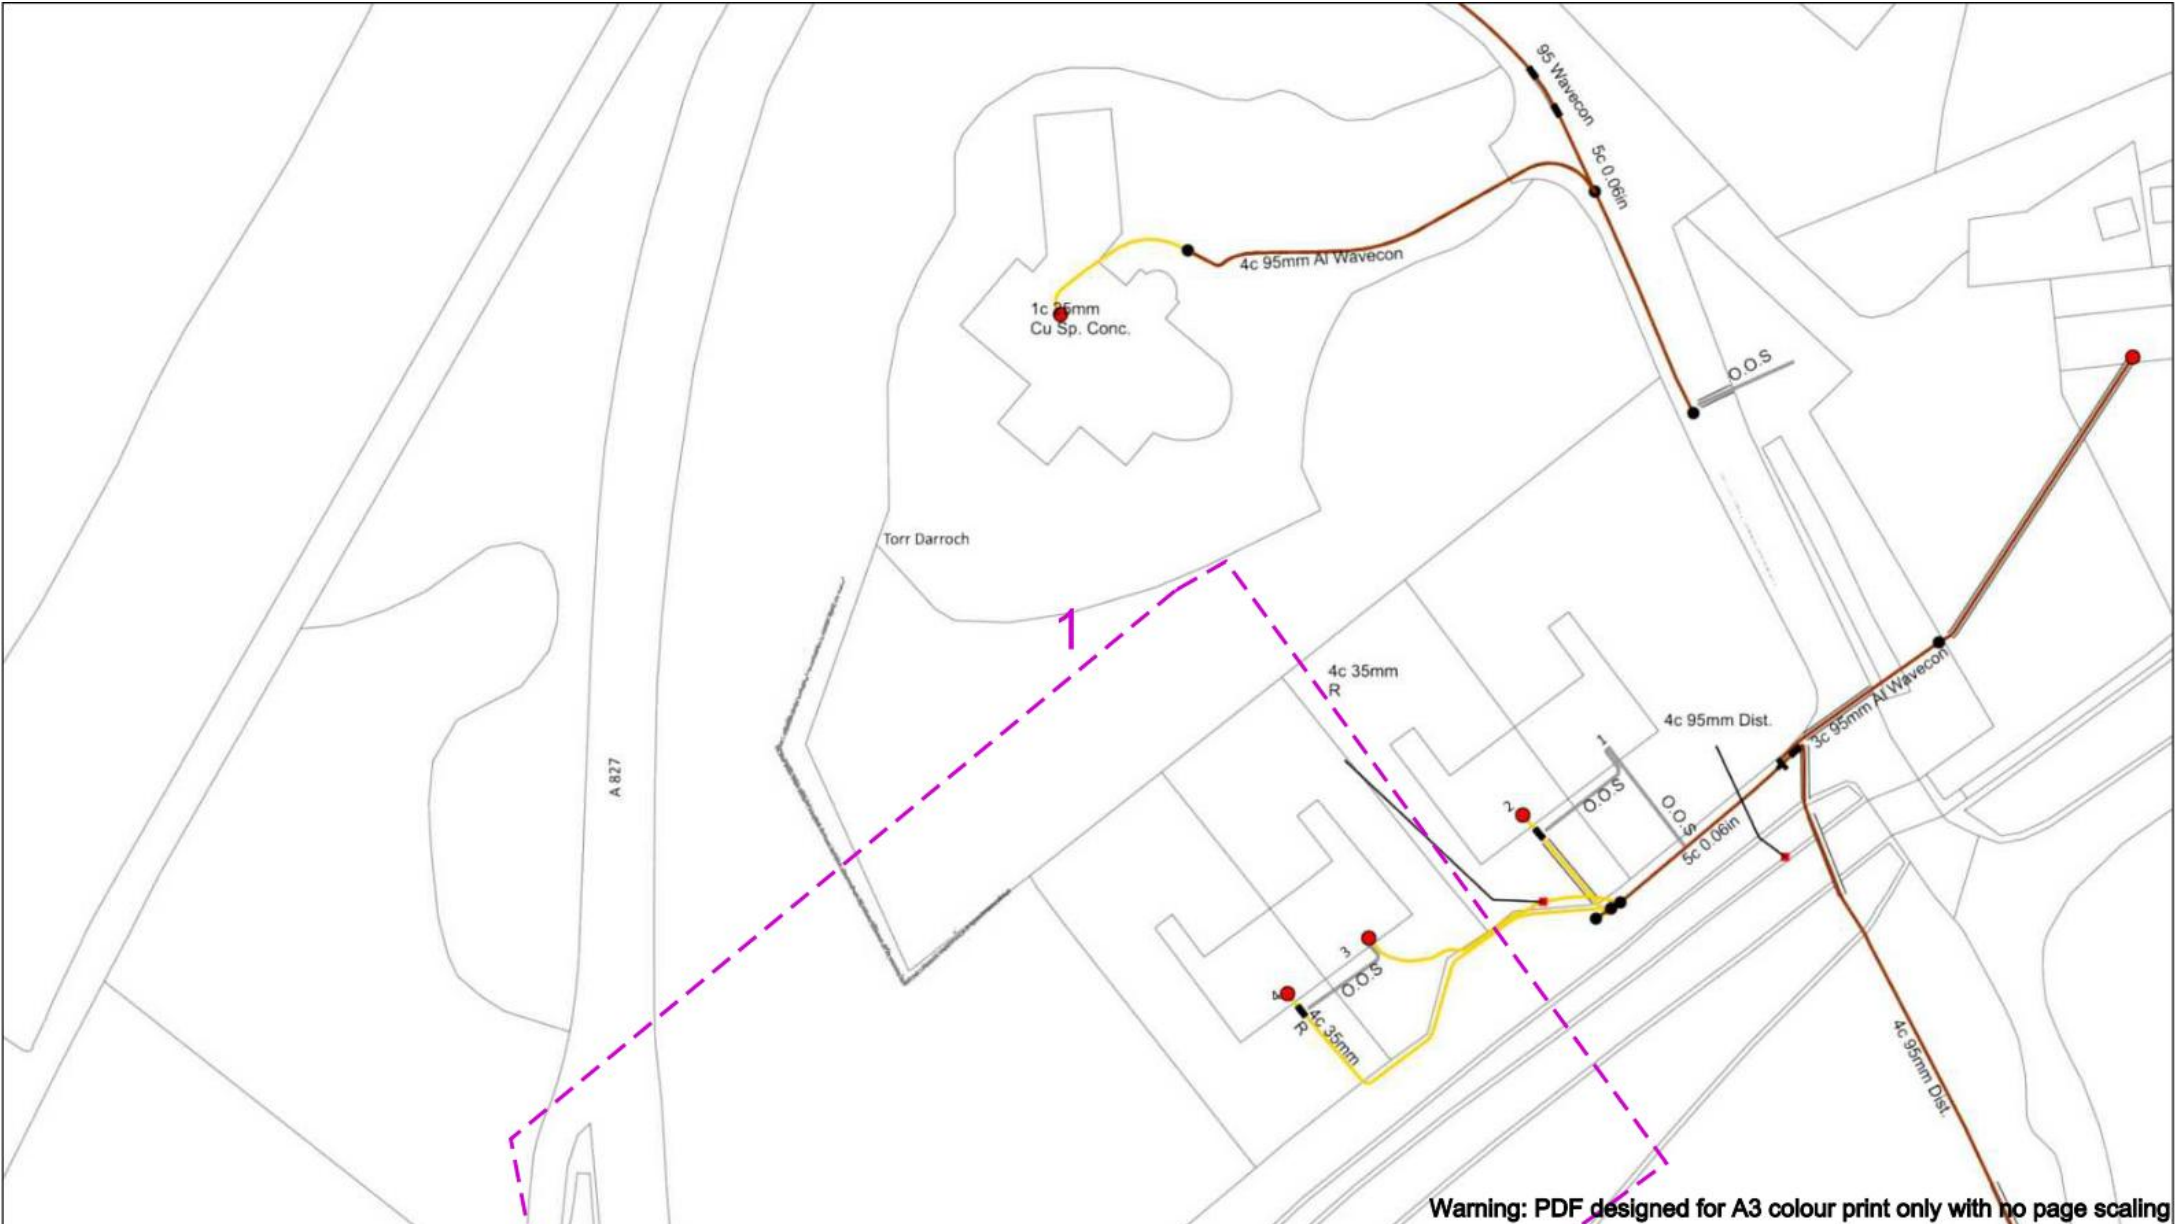 95 Wavecon
5c 0.06in
4c 95mm Al Wavecon
1c 25mm
Cu Sp. Conc.
O.O.S
Torr Darroch
1
4c 35mm
R
4c 95mm Dist.
3c 95mm Al Wavecon
A 827
1
2
O.O.S
O.O.S
5c 0.06in
3
O.O.S
4
4c 35mm
R
4c 95mm Dist.
Warning: PDF designed for A3 colour print only with no page scaling